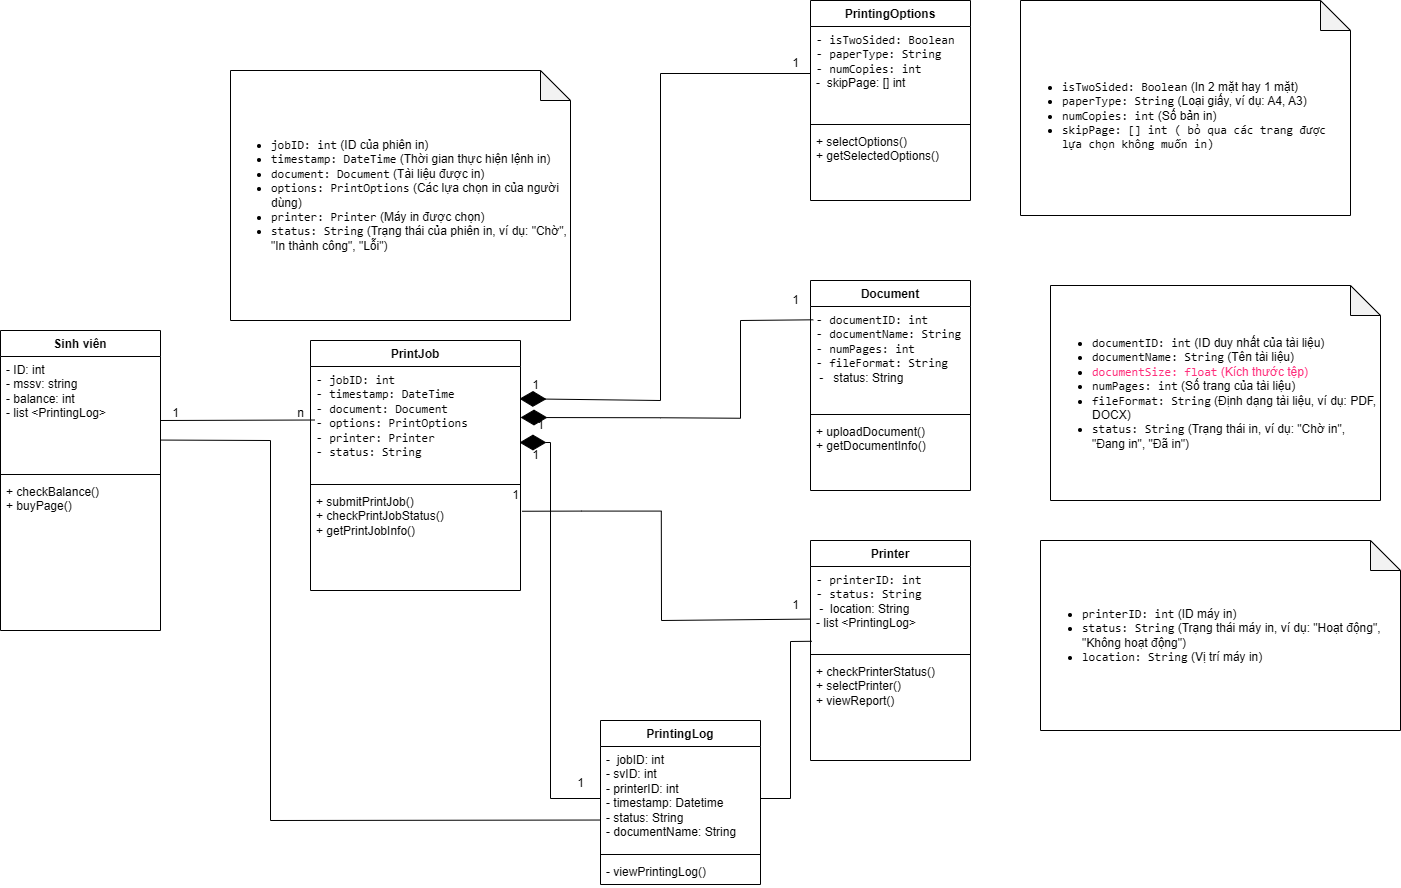 PrintingOptions
- isTwoSided: Boolean
- paperType: String
- numCopies: int
- skipPage: [] int
+ selectOptions()
+ getSelectedOptions()
1
• isTwoSided: Boolean (In 2 mặt hay 1 mặt)
• paperType: String (Loại giấy, ví dụ: A4, A3)
• numCopies: int (Số bản in)
• skipPage: [] int ( bỏ qua các trang được
lựa chọn không muốn in)
• jobID: int (ID của phiên in)
• timestamp: DateTime (Thời gian thực hiện lệnh in)
• document: Document (Tài liệu được in)
• options: PrintOptions (Các lựa chọn in của người
dùng)
• printer: Printer (Máy in được chọn)
• status: String (Trạng thái của phiên in, ví dụ: "Chờ",
"In thành công", "Lỗi")
Sinh viên
- ID: int
- mssv: string
- balance: int
- list <PrintingLog>
+ checkBalance()
+ buyPage()
1
n
PrintJob
- jobID: int
- timestamp: DateTime
- document: Document
- options: PrintOptions
- printer: Printer
- status: String
+ submitPrintJob()
+ checkPrintJobStatus()
+ getPrintJobInfo()
1
1
1
1
1
Document
- documentID: int
- documentName: String
- numPages: int
- fileFormat: String
- status: String
+ uploadDocument()
+ getDocumentInfo()
• documentID: int (ID duy nhất của tài liệu)
• documentName: String (Tên tài liệu)
• documentSize: float (Kích thước tệp)
• numPages: int (Số trang của tài liệu)
• fileFormat: String (Định dạng tài liệu, ví dụ: PDF,
DOCX)
• status: String (Trạng thái in, ví dụ: "Chờ in",
"Đang in", "Đã in")
1
Printer
- printerID: int
- status: String
- location: String
- list <PrintingLog>
+ checkPrinterStatus()
+ selectPrinter()
+ viewReport()
• printerID: int (ID máy in)
• status: String (Trạng thái máy in, ví dụ: "Hoạt động",
"Không hoạt động")
• location: String (Vị trí máy in)
1
PrintingLog
- jobID: int
- svID: int
- printerID: int
- timestamp: Datetime
- status: String
- documentName: String
- viewPrintingLog()